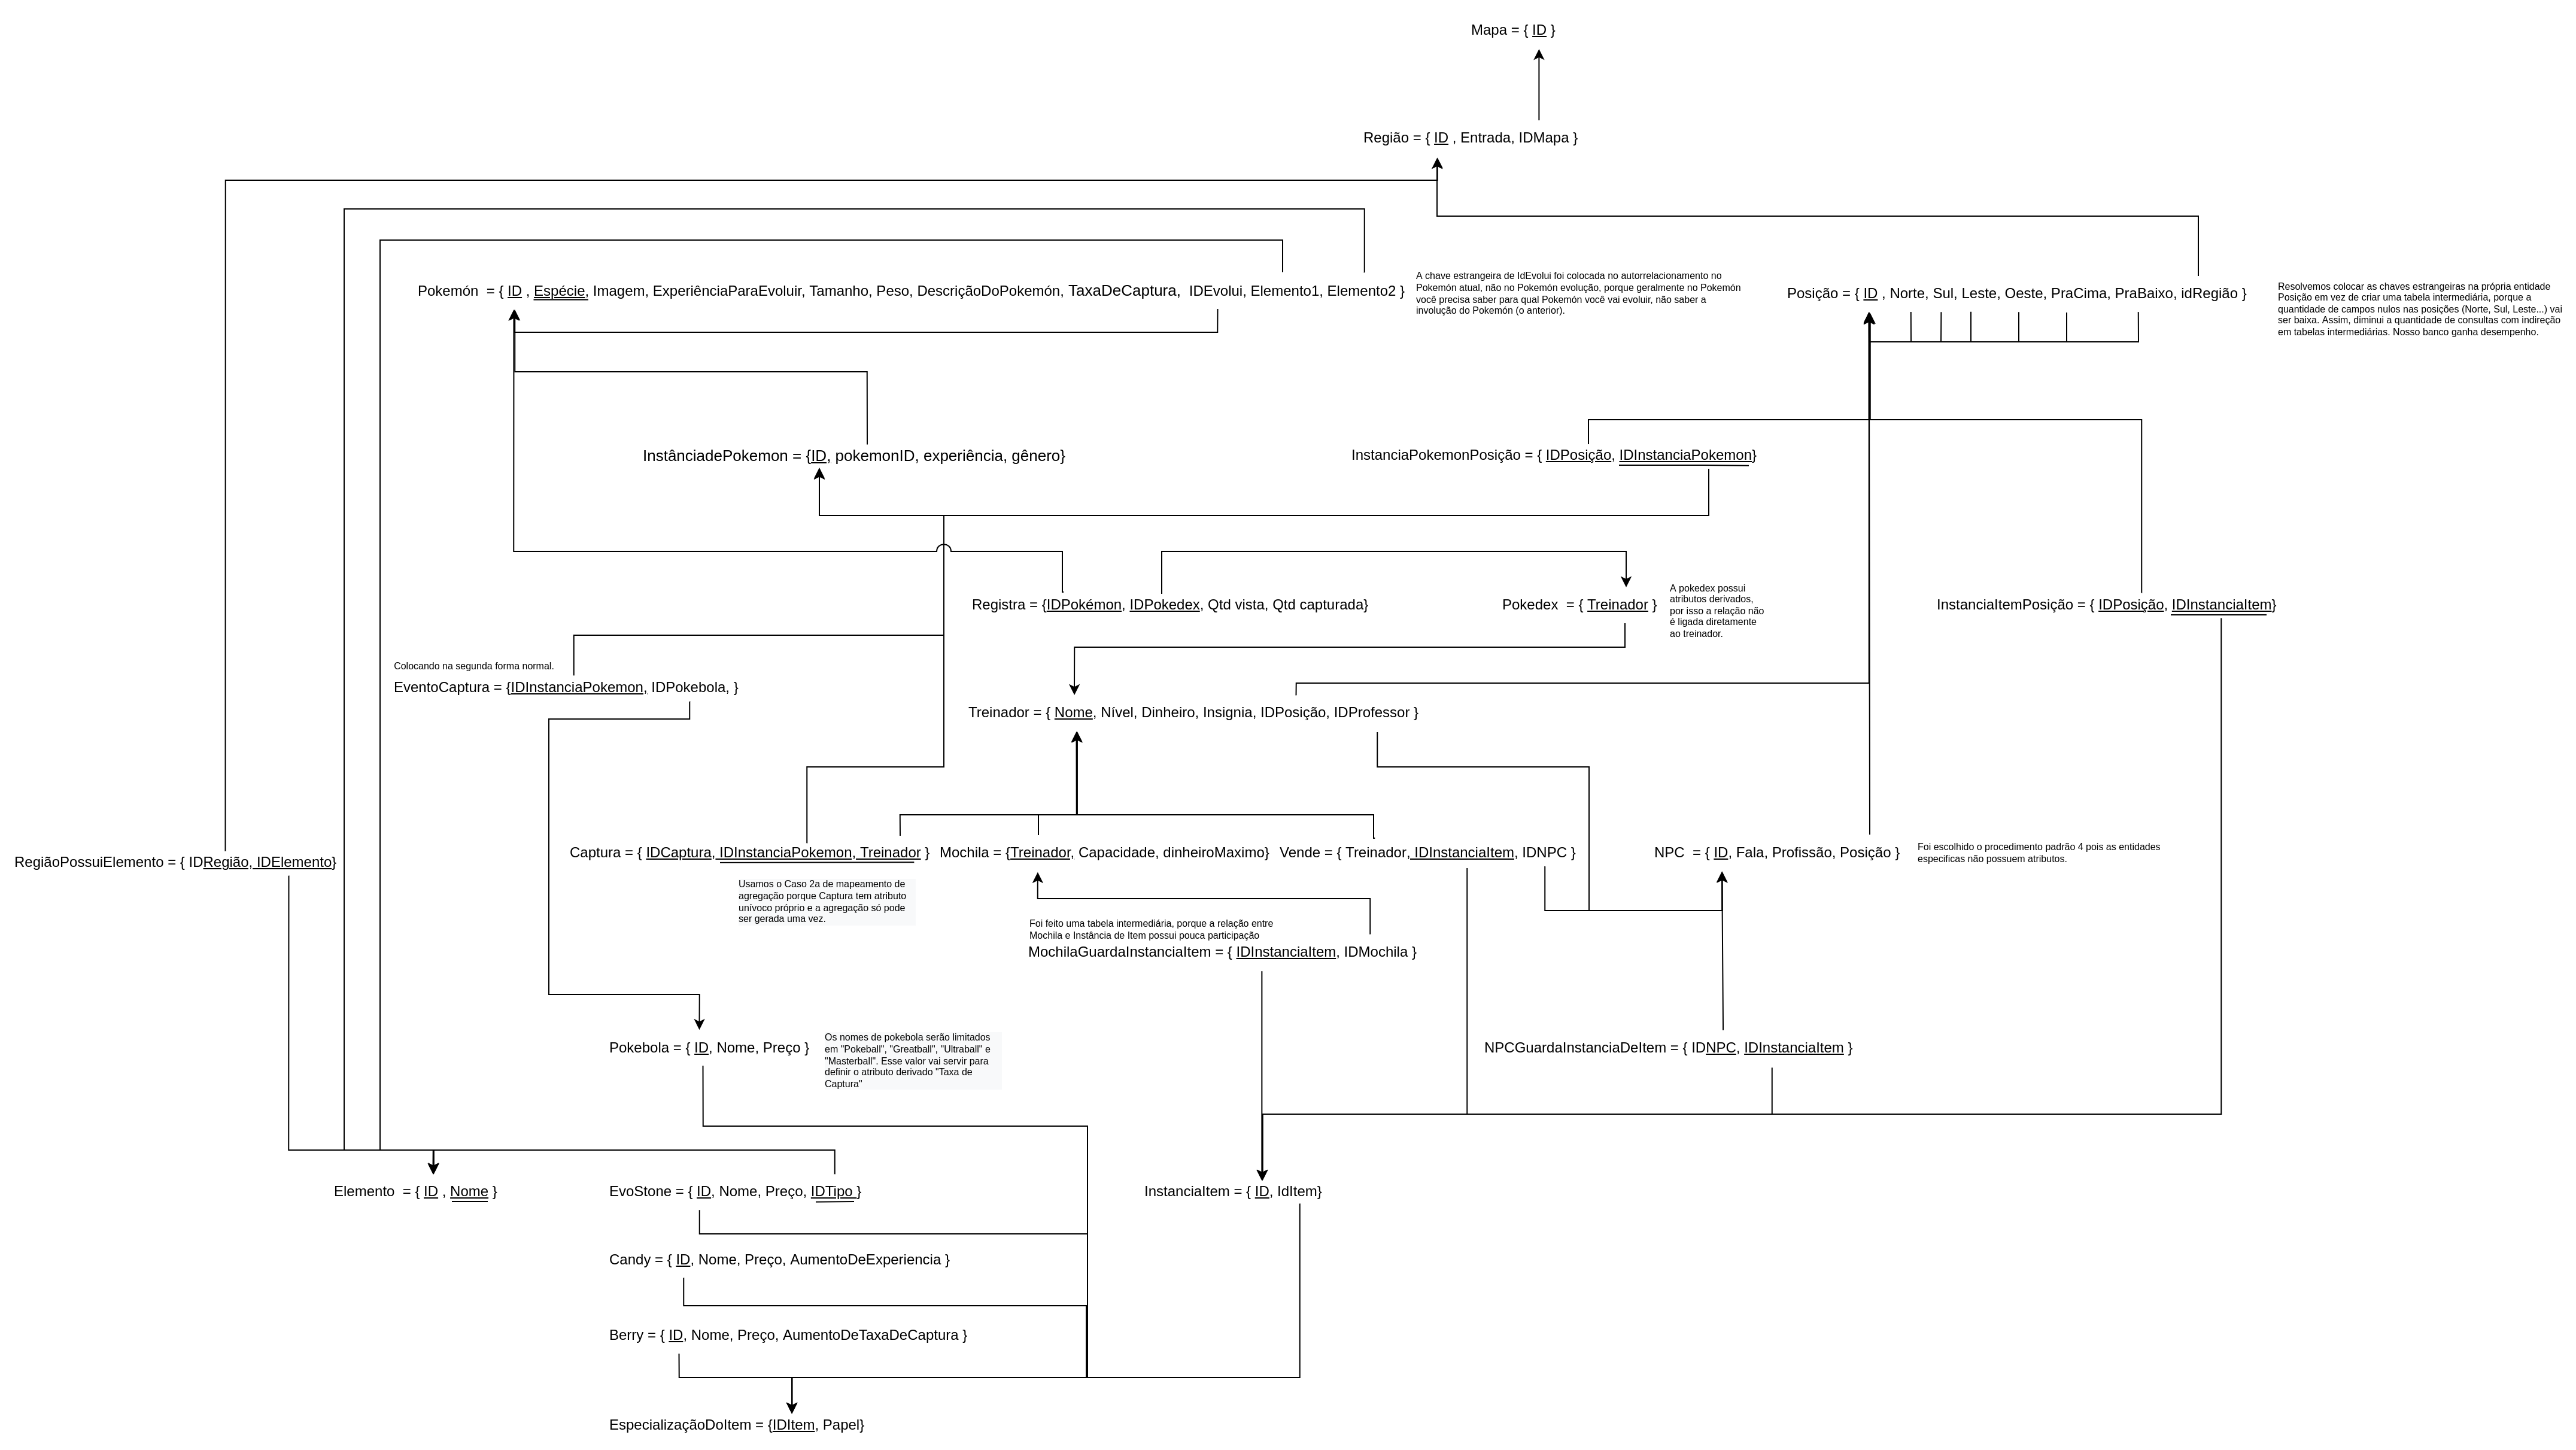 Mapa = { ID }
Região = { ID , Entrada, IDMapa }
Pokemón = { ID , Espécie, Imagem, ExperiênciaParaEvoluir, Tamanho, Peso, DescriçãoDoPokemón, TaxaDeCaptura, IDEvolui, Elemento1, Elemento2 }
A chave estrangeira de IdEvolui foi colocada no autorrelacionamento no
Pokemón atual, não no Pokemón evolução, porque geralmente no Pokemón
você precisa saber para qual Pokemón você vai evoluir, não saber a
involução do Pokemón (o anterior).
Posição = { ID , Norte, Sul, Leste, Oeste, PraCima, PraBaixo, idRegião }
Resolvemos colocar as chaves estrangeiras na própria entidade
Posição em vez de criar uma tabela intermediária, porque a
quantidade de campos nulos nas posições (Norte, Sul, Leste...) vai
ser baixa. Assim, diminui a quantidade de consultas com indireção
em tabelas intermediárias. Nosso banco ganha desempenho.
InstânciadePokemon = {ID, pokemonID, experiência, gênero}
InstanciaPokemonPosição = { IDPosição, IDInstanciaPokemon}
Registra = {IDPokémon, IDPokedex, Qtd vista, Qtd capturada}
Pokedex = { Treinador }
A pokedex possui
atributos derivados,
por isso a relação não
é ligada diretamente
ao treinador.
InstanciaItemPosição = { IDPosição, IDInstanciaItem}
Colocando na segunda forma normal.
EventoCaptura = {IDInstanciaPokemon, IDPokebola, }
Treinador = { Nome, Nível, Dinheiro, Insignia, IDPosição, IDProfessor }
RegiãoPossuiElemento = { IDRegião, IDElemento}
Captura = { IDCaptura, IDInstanciaPokemon, Treinador }
Mochila = {Treinador, Capacidade, dinheiroMaximo}
Vende = { Treinador, IDInstanciaItem, IDNPC }
NPC = { ID, Fala, Profissão, Posição }
Foi escolhido o procedimento padrão 4 pois as entidades
especificas não possuem atributos.
Usamos o Caso 2a de mapeamento de
agregação porque Captura tem atributo
unívoco próprio e a agregação só pode
ser gerada uma vez.
Foi feito uma tabela intermediária, porque a relação entre
Mochila e Instância de Item possui pouca participação
MochilaGuardaInstanciaItem = { IDInstanciaItem, IDMochila }
Pokebola = { ID, Nome, Preço }
Os nomes de pokebola serão limitados
em "Pokeball", "Greatball", "Ultraball" e
"Masterball". Esse valor vai servir para
definir o atributo derivado "Taxa de
Captura"
NPCGuardaInstanciaDeItem = { IDNPC, IDInstanciaItem }
Elemento = { ID , Nome }
EvoStone = { ID, Nome, Preço, IDTipo }
InstanciaItem = { ID, IdItem}
Candy = { ID, Nome, Preço, AumentoDeExperiencia }
Berry = { ID, Nome, Preço, AumentoDeTaxaDeCaptura }
EspecializaçãoDoItem = {IDItem, Papel}